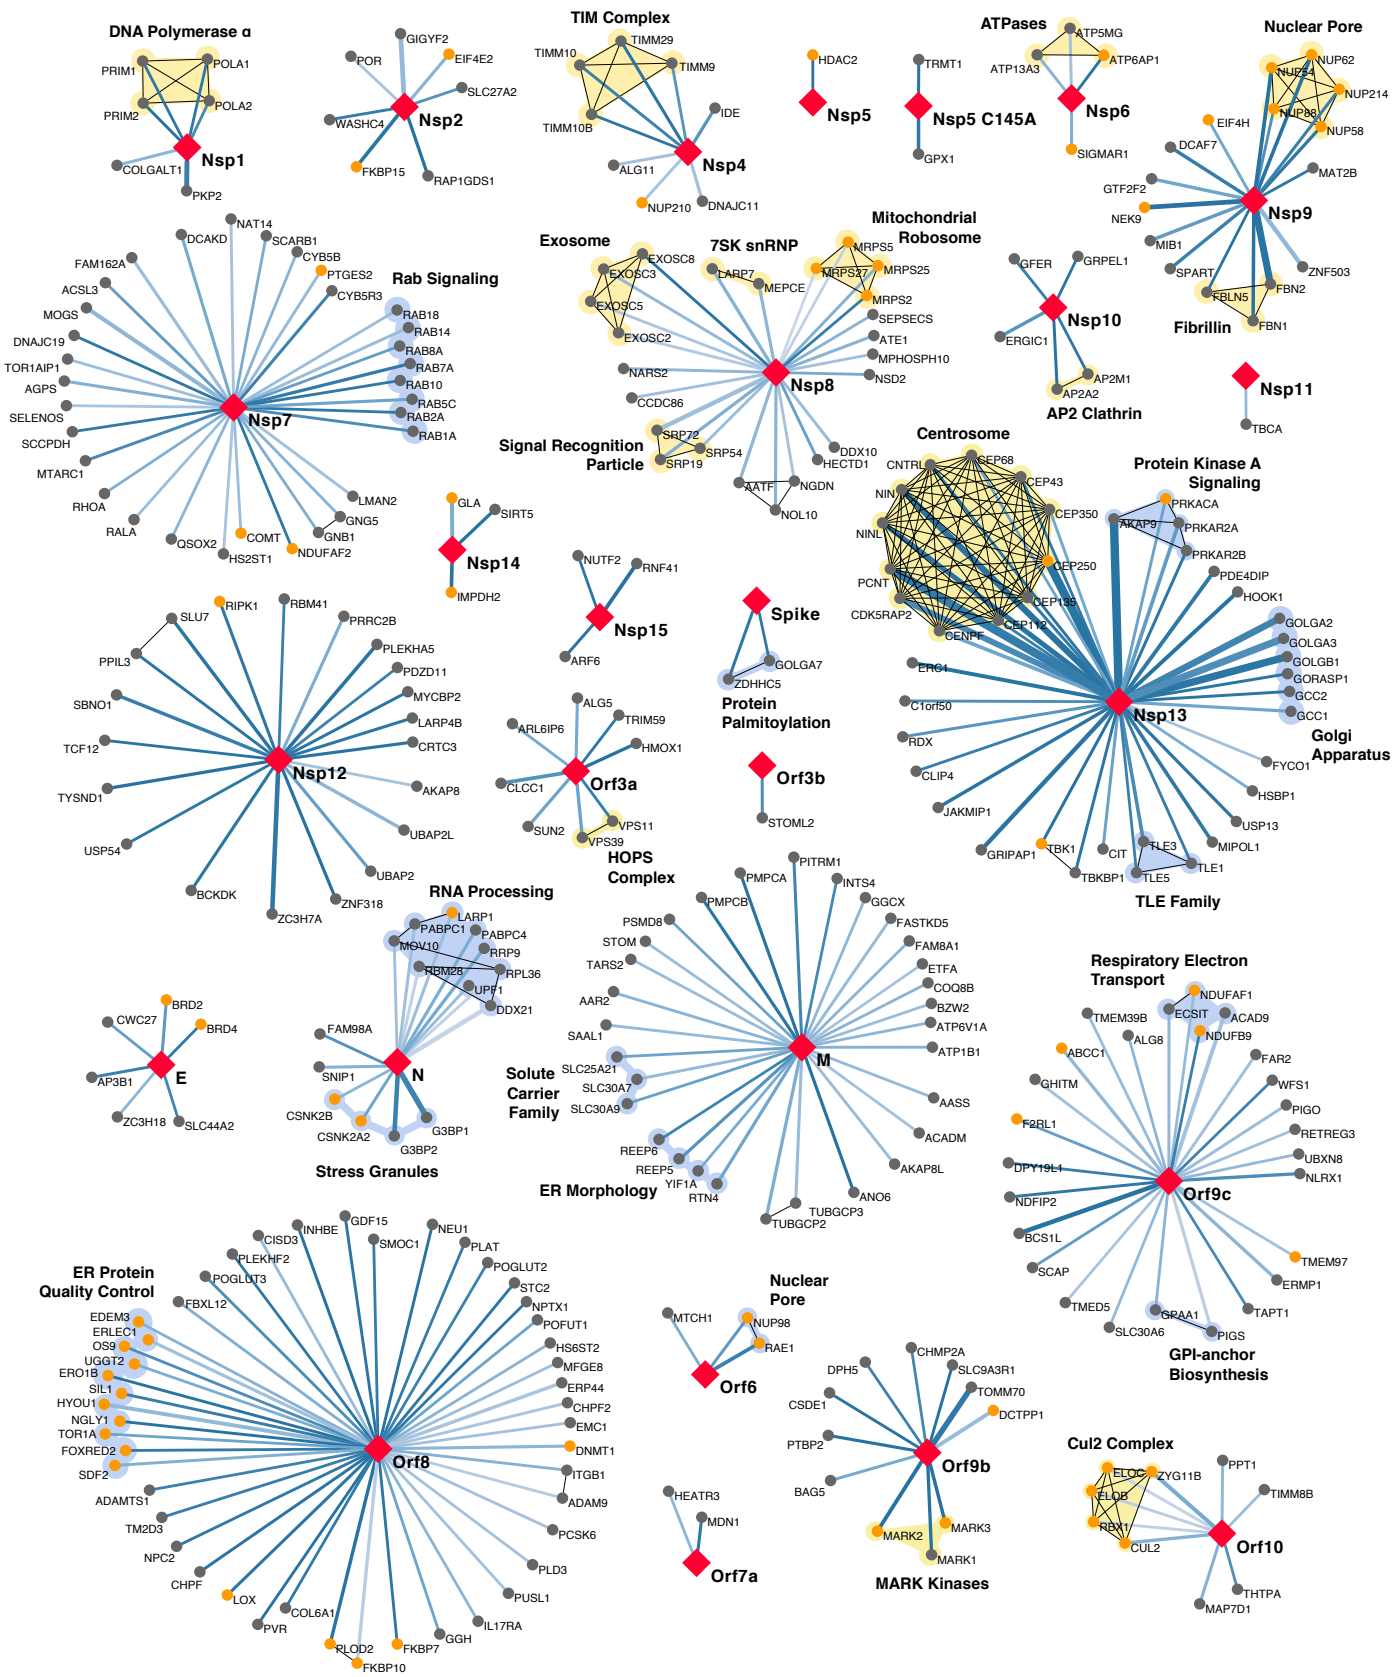 DNA Polymerase α
PRIM1
POLA1
PRIM2
POLA2
Nsp1
COLGALT1
PKP2
GIGYF2
POR
EIF4E2
SLC27A2
WASHC4
Nsp2
FKBP15
RAP1GDS1
TIM Complex
TIMM29
TIMM10
TIMM9
TIMM10B
IDE
ALG11
Nsp4
NUP210
DNAJC11
HDAC2
Nsp5
TRMT1
Nsp5 C145A
GPX1
ATPases
ATP5MG
ATP13A3
ATP6AP1
Nsp6
SIGMAR1
Nuclear Pore
NUP62
NUP54
NUP214
NUP88
NUP58
EIF4H
DCAF7
MAT2B
GTF2F2
NEK9
Nsp9
MIB1
SPART
ZNF503
FBLN5
FBN2
FBN1
Fibrillin
NAT14
DCAKD
SCARB1
CYB5B
FAM162A
PTGES2
ACSL3
CYB5R3
Rab Signaling
MOGS
RAB18
DNAJC19
RAB14
TOR1AIP1
RAB8A
RAB7A
AGPS
RAB10
SELENOS
RAB5C
Nsp7
RAB2A
SCCPDH
RAB1A
MTARC1
RHOA
LMAN2
RALA
GNG5
QSOX2
GNB1
COMT
HS2ST1
NDUFAF2
Exosome
EXOSC8
EXOSC3
EXOSC5
EXOSC2
7SK snRNP
LARP7
MEPCE
Mitochondrial
Robosome
MRPS5
MRPS27
MRPS25
MRPS2
SEPSECS
ATE1
MPHOSPH10
NARS2
NSD2
Nsp8
CCDC86
Signal Recognition
Particle
SRP72
SRP54
SRP19
DDX10
HECTD1
AATF
NGDN
NOL10
GFER
GRPEL1
Nsp10
ERGIC1
AP2M1
AP2A2
AP2 Clathrin
Nsp11
TBCA
GLA
SIRT5
Nsp14
IMPDH2
Centrosome
CEP68
CNTRL
CEP43
NIN
CEP350
NINL
CEP250
PCNT
CEP135
CDK5RAP2
CEP112
CENPF
Protein Kinase A
Signaling
PRKACA
AKAP9
PRKAR2A
PRKAR2B
PDE4DIP
HOOK1
GOLGA2
GOLGA3
GOLGB1
GORASP1
GCC2
GCC1
Golgi
Apparatus
ERC1
C1orf50
Nsp13
RDX
CLIP4
FYCO1
JAKMIP1
HSBP1
USP13
GRIPAP1
TBK1
CIT
TLE3
MIPOL1
TBKBP1
TLE5
TLE1
TLE Family
SLU7
RIPK1
RBM41
PRRC2B
PPIL3
PLEKHA5
PDZD11
SBNO1
MYCBP2
LARP4B
TCF12
CRTC3
Nsp12
TYSND1
AKAP8
USP54
UBAP2L
BCKDK
UBAP2
ZNF318
ZC3H7A
NUTF2
RNF41
Nsp15
ARF6
Spike
GOLGA7
ZDHHC5
Protein
Palmitoylation
ALG5
ARL6IP6
TRIM59
HMOX1
CLCC1
Orf3a
SUN2
VPS11
VPS39
HOPS
Complex
Orf3b
STOML2
RNA Processing
LARP1
PABPC1
PABPC4
MOV10
RRP9
RBM28
RPL36
UPF1
DDX21
FAM98A
SNIP1
N
CSNK2B
CSNK2A2
G3BP1
G3BP2
Stress Granules
BRD2
CWC27
BRD4
E
AP3B1
ZC3H18
SLC44A2
PITRM1
PMPCA
INTS4
PMPCB
GGCX
PSMD8
FASTKD5
STOM
FAM8A1
TARS2
ETFA
COQ8B
AAR2
BZW2
ATP6V1A
SAAL1
ATP1B1
M
Solute
Carrier
Family
SLC25A21
SLC30A7
SLC30A9
AASS
ACADM
REEP6
REEP5
YIF1A
RTN4
ER Morphology
AKAP8L
ANO6
TUBGCP3
TUBGCP2
Respiratory Electron
Transport
NDUFAF1
ECSIT
ACAD9
NDUFB9
TMEM39B
ALG8
ABCC1
FAR2
GHITM
WFS1
F2RL1
PIGO
RETREG3
DPY19L1
UBXN8
NLRX1
NDFIP2
Orf9c
BCS1L
SCAP
TMEM97
ERMP1
TMED5
GPAA1
TAPT1
SLC30A6
PIGS
GPI-anchor
Biosynthesis
ER Protein
Quality Control
EDEM3
ERLEC1
OS9
UGGT2
ERO1B
SIL1
HYOU1
NGLY1
TOR1A
FOXRED2
SDF2
CISD3
INHBE
GDF15
SMOC1
NEU1
PLAT
PLEKHF2
POGLUT2
POGLUT3
STC2
FBXL12
NPTX1
POFUT1
HS6ST2
MFGE8
ERP44
CHPF2
EMC1
DNMT1
Orf8
ITGB1
ADAM9
ADAMTS1
TM2D3
PCSK6
NPC2
CHPF
PLD3
LOX
PUSL1
COL6A1
PVR
IL17RA
GGH
PLOD2
FKBP7
FKBP10
Nuclear
Pore
MTCH1
NUP98
RAE1
Orf6
HEATR3
MDN1
Orf7a
CHMP2A
DPH5
SLC9A3R1
CSDE1
TOMM70
DCTPP1
PTBP2
Orf9b
BAG5
MARK2
MARK3
MARK1
MARK Kinases
Cul2 Complex
ELOC
ZYG11B
ELOB
RBX1
CUL2
PPT1
TIMM8B
Orf10
THTPA
MAP7D1